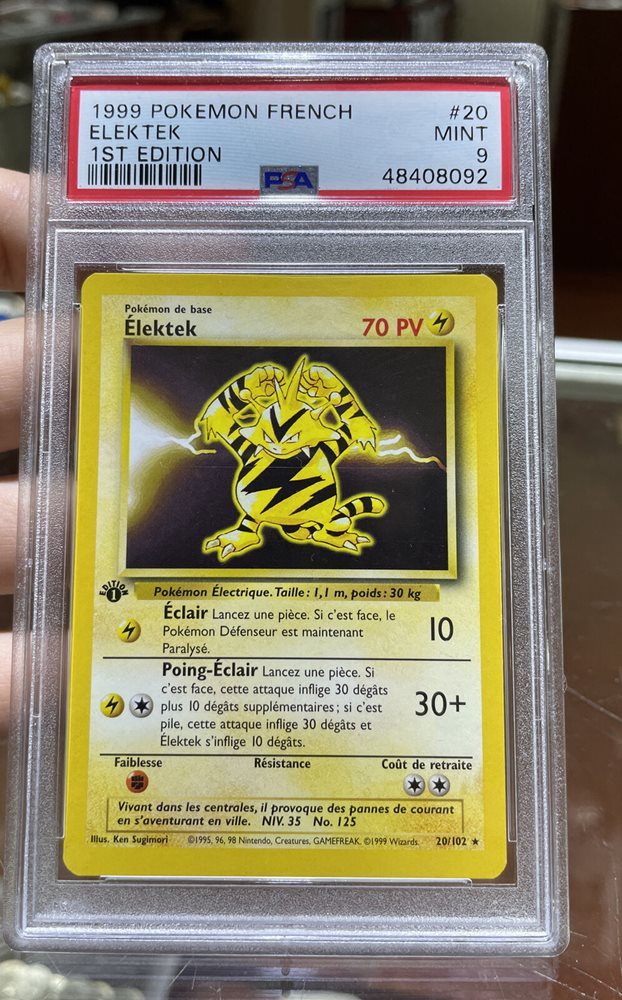 1999 POKEMON FRENCH #20
ELEKTEK MINT
1ST EDITION 9
PSA 48408092
Pokémon de base
Élektek 70 PV
EDITION 1
Pokémon Électrique. Taille : 1,1 m, poids : 30 kg
Éclair Lancez une pièce. Si c'est face, le
Pokémon Défenseur est maintenant
Paralysé.
10
Poing-Éclair Lancez une pièce. Si
c'est face, cette attaque inflige 30 dégâts
plus 10 dégâts supplémentaires ; si c'est
pile, cette attaque inflige 30 dégâts et
Élektek s'inflige 10 dégâts.
30+
Faiblesse Résistance Coût de retraite
Vivant dans les centrales, il provoque des pannes de courant
en s'aventurant en ville. NIV. 35 No. 125
Illus. Ken Sugimori ©1995, 96, 98 Nintendo, Creatures, GAMEFREAK. ©1999 Wizards. 20/102 ★